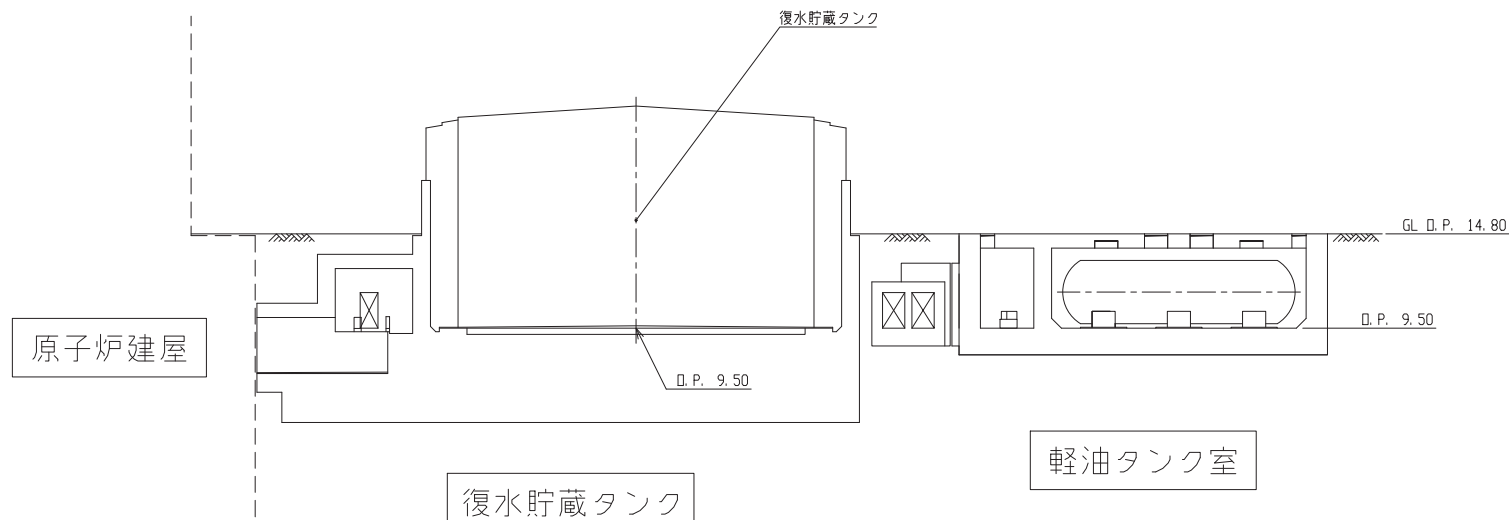 復水貯蔵タンク
GL O.P. 14.80
O.P. 9.50
原子炉建屋
O.P. 9.50
軽油タンク室
復水貯蔵タンク